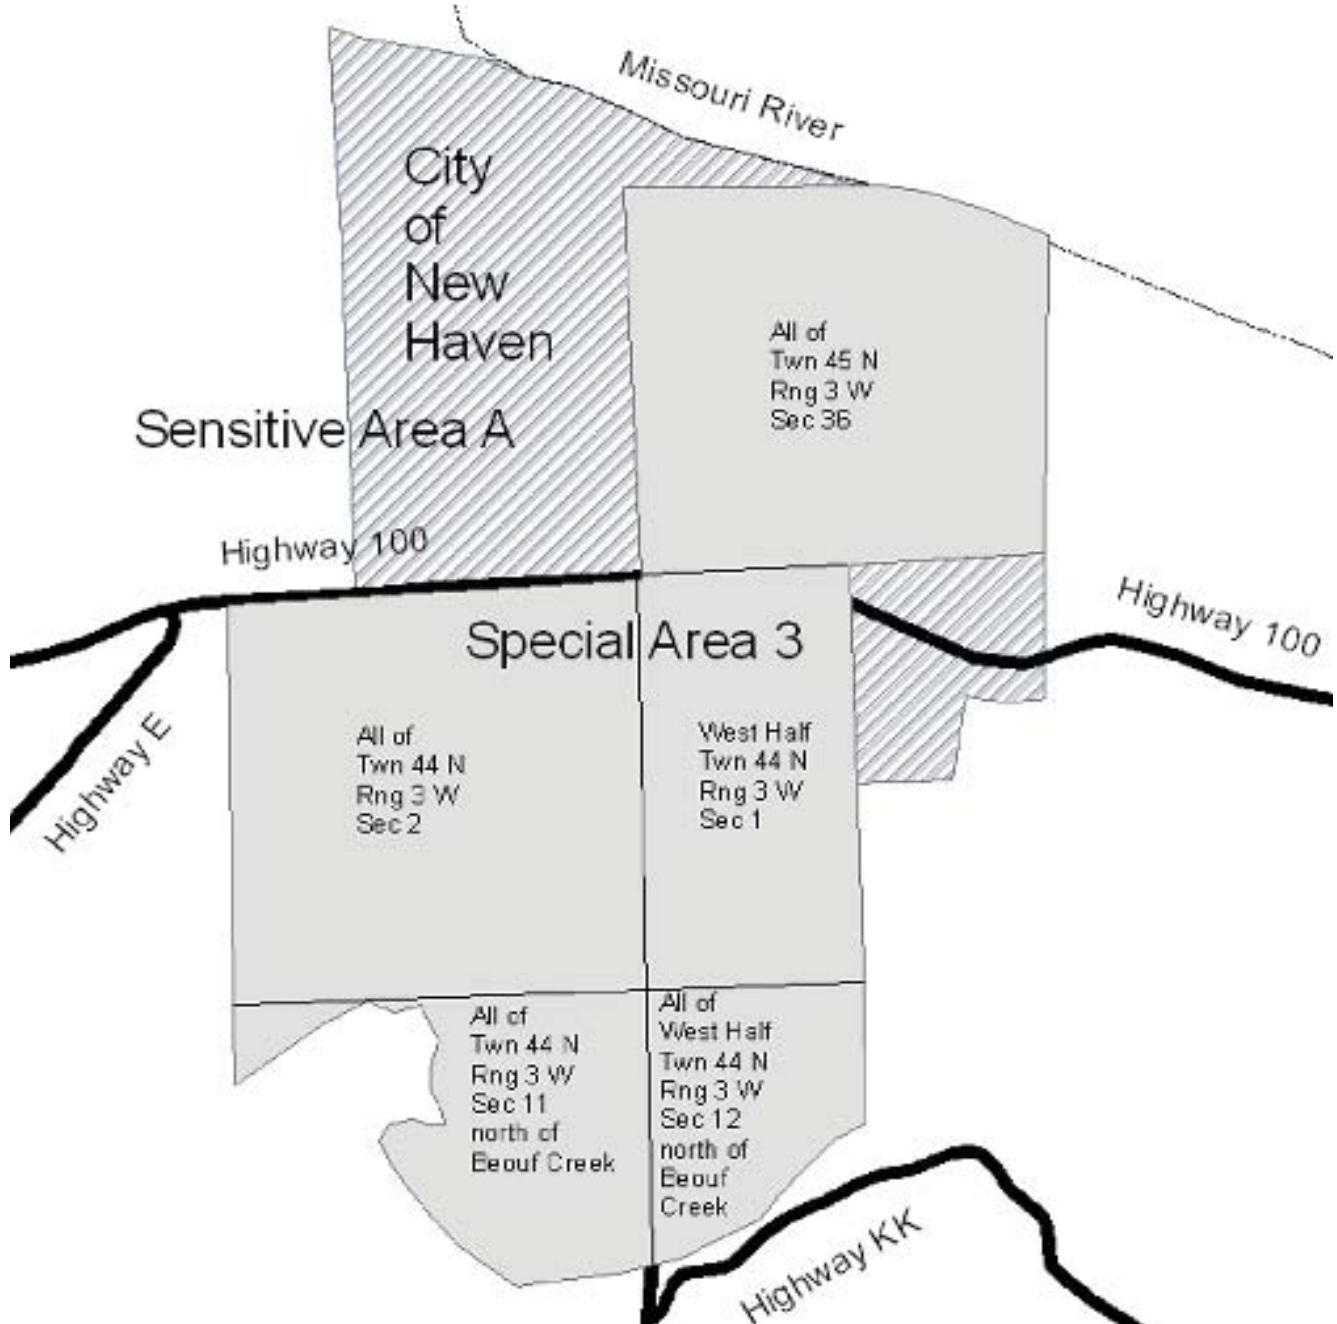 Missouri River
City
of
New
Haven
All of
Twn 45 N
Rng 3 W
Sec 36
Sensitive Area A
Highway 100
Highway 100
Special Area 3
Highway E
All of
Twn 44 N
Rng 3 W
Sec 2
West Half
Twn 44 N
Rng 3 W
Sec 1
All of
Twn 44 N
Rng 3 W
Sec 11
north of
Beouf Creek
All of
West Half
Twn 44 N
Rng 3 W
Sec 12
north of
Beouf
Creek
Highway KK